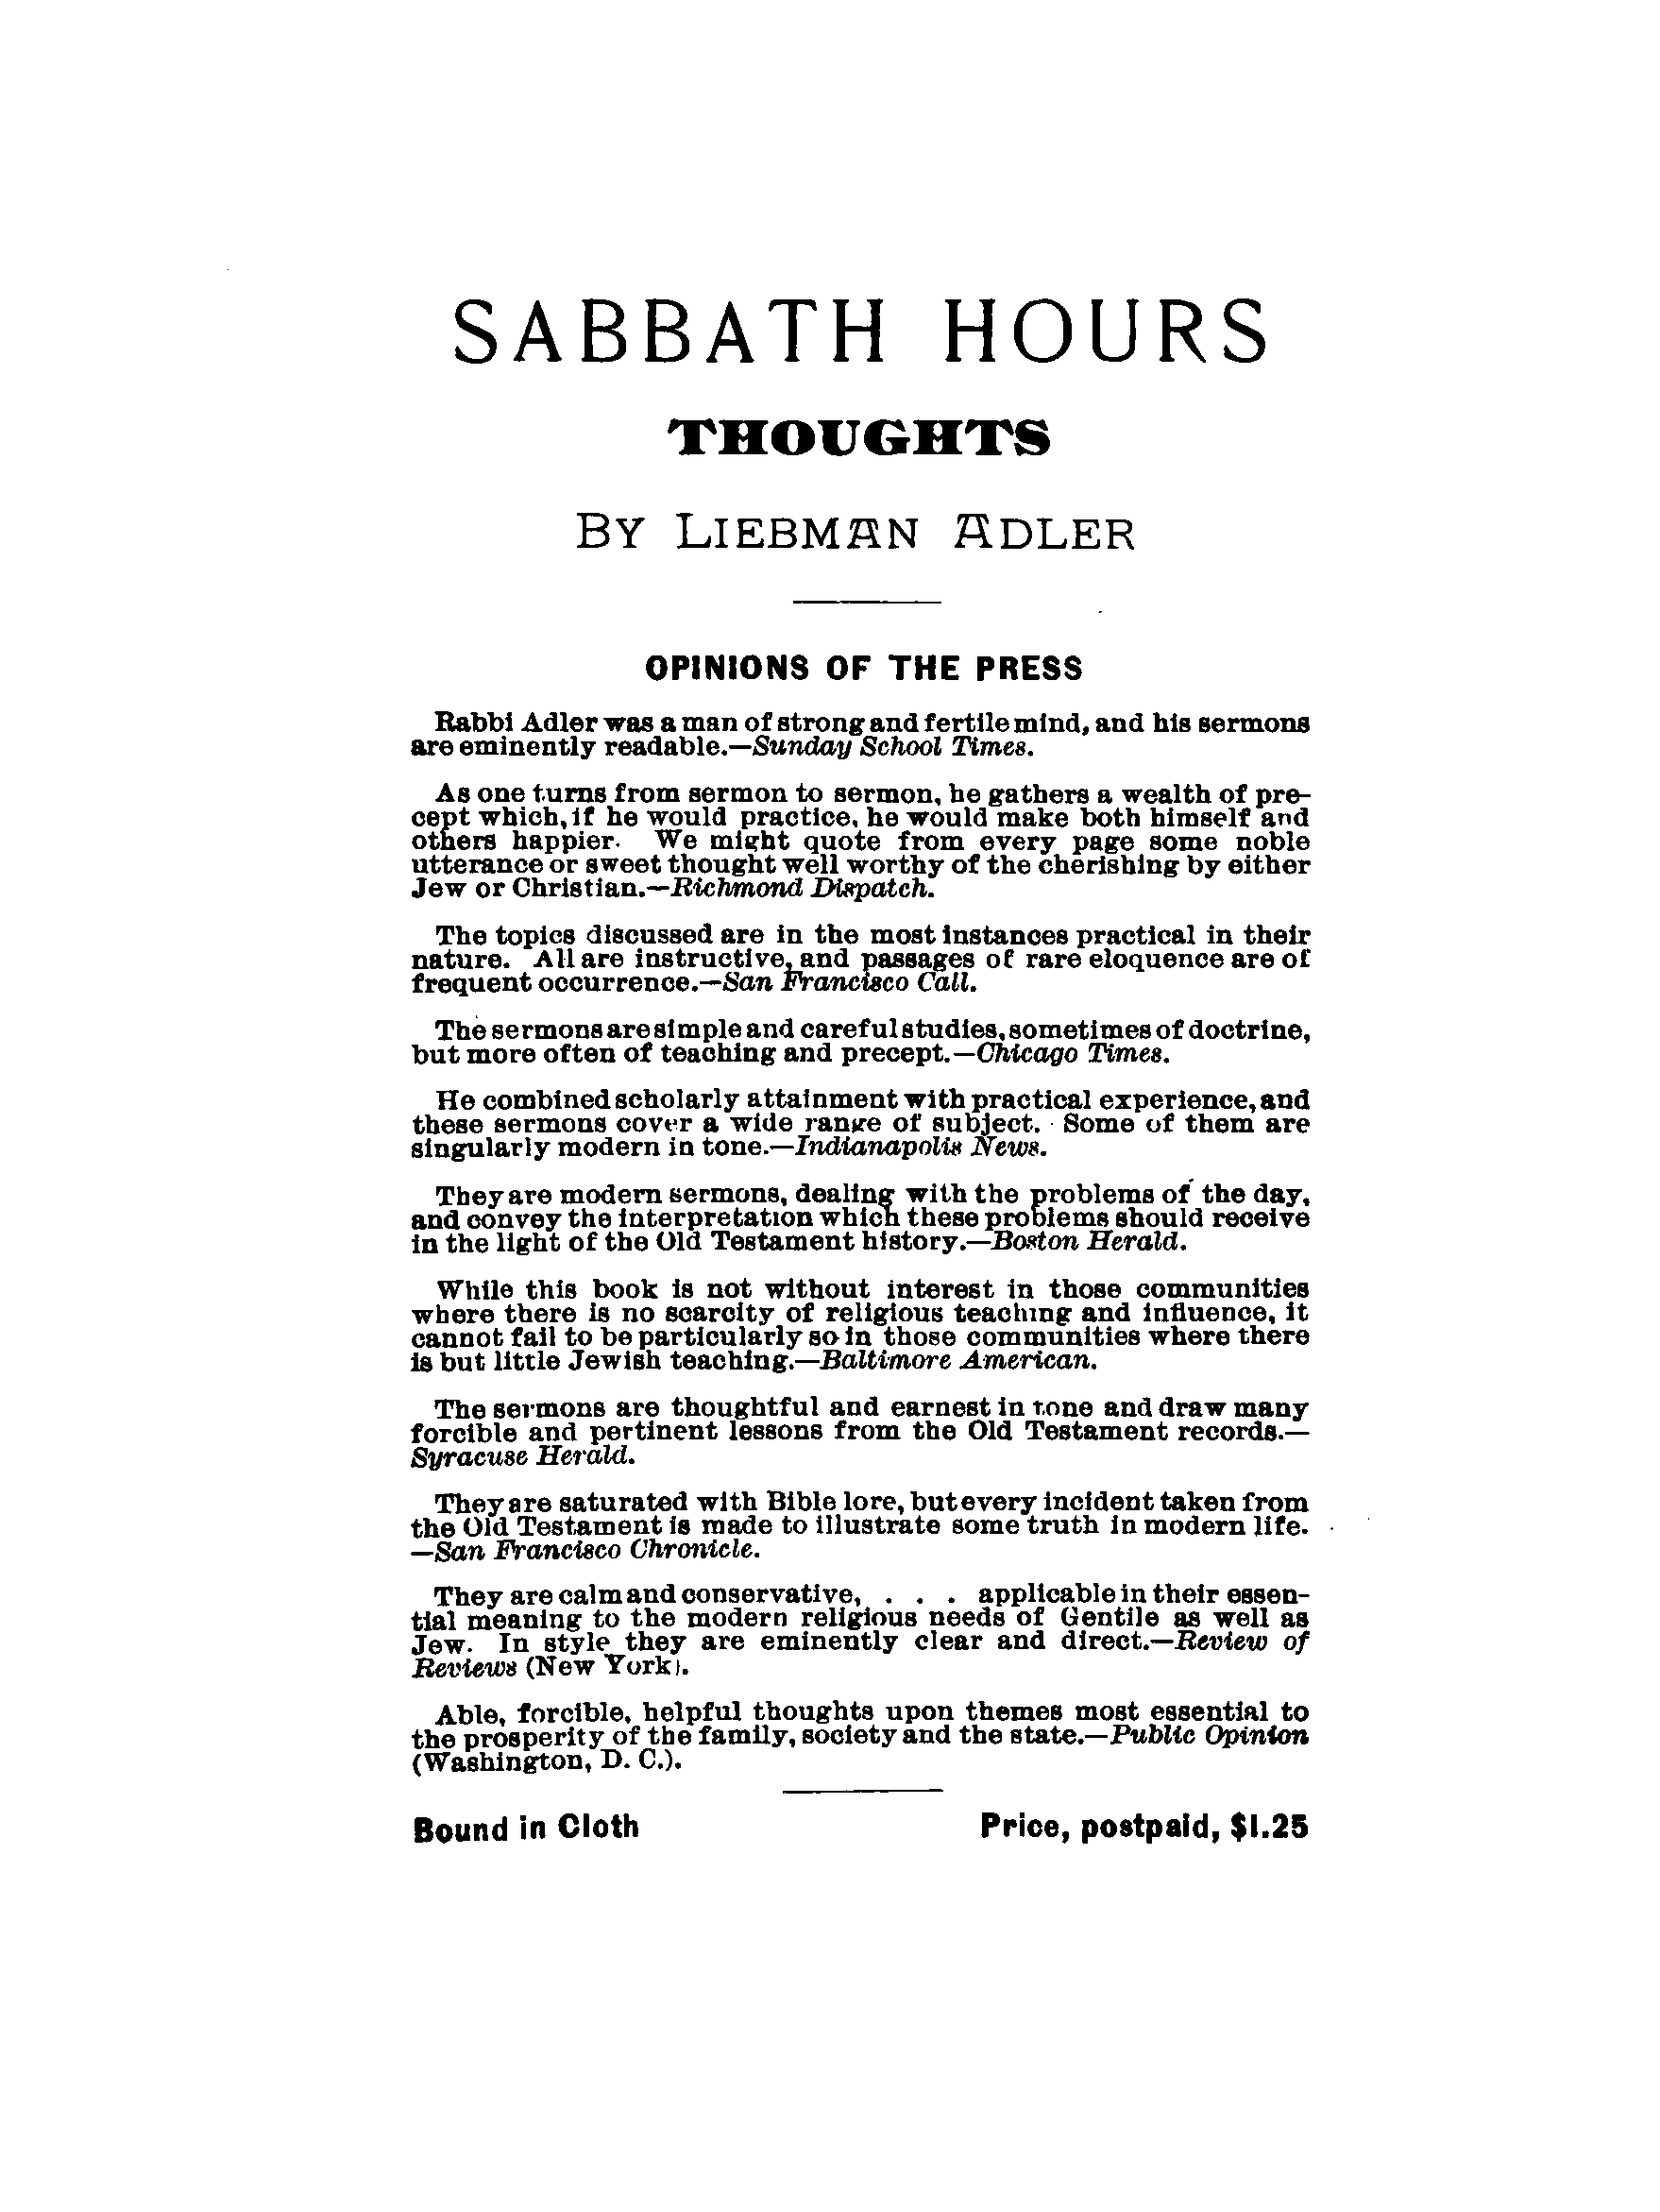 SABBATH HOURS
THOUGHTS
BY LIEBMAN ADLER
OPINIONS OF THE PRESS
Rabbi Adler was a man of strong and fertile mind, and his sermons
are eminently readable.—Sunday School Times.
As one turns from sermon to sermon, he gathers a wealth of pre-
cept which, if he would practice, he would make both himself and
others happier. We might quote from every page some noble
utterance or sweet thought well worthy of the cherishing by either
Jew or Christian.—Richmond Dispatch.
The topics discussed are in the most instances practical in their
nature. All are instructive, and passages of rare eloquence are of
frequent occurrence.—San Francisco Call.
The sermons are simple and careful studies, sometimes of doctrine,
but more often of teaching and precept.—Chicago Times.
He combined scholarly attainment with practical experience, and
these sermons cover a wide range of subject. Some of them are
singularly modern in tone.—Indianapolis News.
They are modern sermons, dealing with the problems of the day,
and convey the interpretation which these problems should receive
in the light of the Old Testament history.—Boston Herald.
While this book is not without interest in those communities
where there is no scarcity of religious teaching and influence, it
cannot fail to be particularly so in those communities where there
is but little Jewish teaching.—Baltimore American.
The sermons are thoughtful and earnest in tone and draw many
forcible and pertinent lessons from the Old Testament records.—
Syracuse Herald.
They are saturated with Bible lore, but every incident taken from
the Old Testament is made to illustrate some truth in modern life.
—San Francisco Chronicle.
They are calm and conservative, . . . applicable in their essen-
tial meaning to the modern religious needs of Gentile as well as
Jew. In style they are eminently clear and direct.—Review of
Reviews (New York).
Able, forcible, helpful thoughts upon themes most essential to
the prosperity of the family, society and the state.—Public Opinion
(Washington, D. C.).
Bound in Cloth Price, postpaid, $1.25